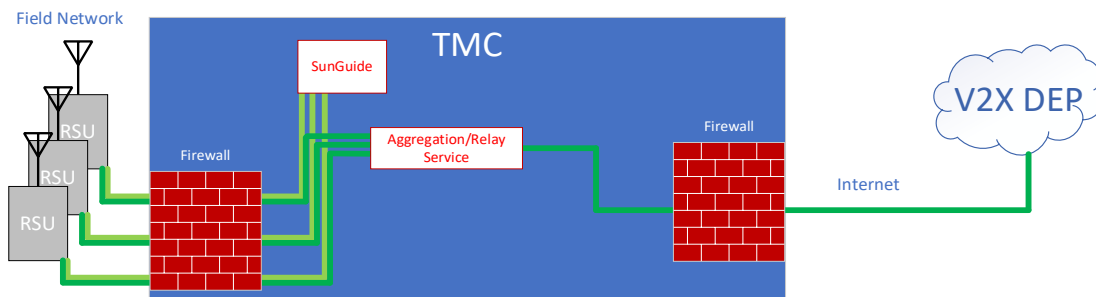 Field Network
TMC
SunGuide
V2X DEP
RSU
Firewall
Aggregation/Relay
Service
Firewall
RSU
Internet
RSU